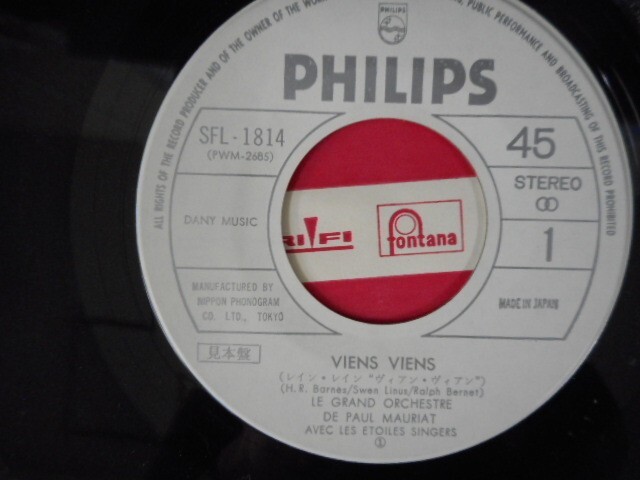 ALL RIGHTS OF THE RECORD PRODUCER AND OF THE OWNER OF THE
PUBLIC PERFORMANCE AND BROADCASTING OF THIS RECORD PROHIBITED
PHILIPS
PHILIPS
SFL-1814
(PWM-2685)
45
STEREO
DANY MUSIC
1
RIFI
fontana
MANUFACTURED BY
NIPPON PHONOGRAM
CO. LTD., TOKYO
MADE IN JAPAN
見本盤
VIENS VIENS
(レイン・レイン“ヴィアン・ヴィアン”)
(H. R. Barnes/Swen Linus/Ralph Bernet)
LE GRAND ORCHESTRE
DE PAUL MAURIAT
AVEC LES ETOILES SINGERS
①